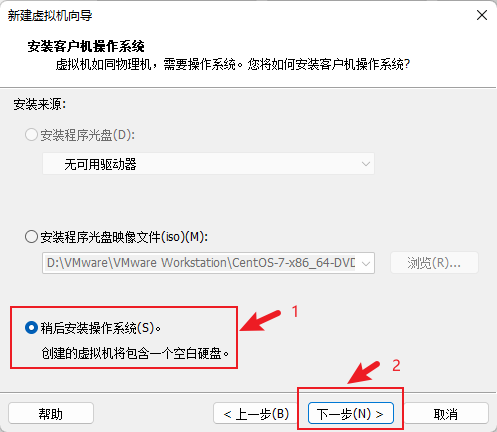 新建虚拟机向导
安装客户机操作系统
虚拟机如同物理机，需要操作系统。您将如何安装客户机操作系统?
安装来源:
安装程序光盘(D):
无可用驱动器
安装程序光盘映像文件(iso)(M):
D:\VMware\VMware Workstation\CentOS-7-x86_64-DVD
浏览(R)...
1
稍后安装操作系统(S)。
创建的虚拟机将包含一个空白硬盘。
2
帮助
< 上一步(B)
下一步(N) >
取消